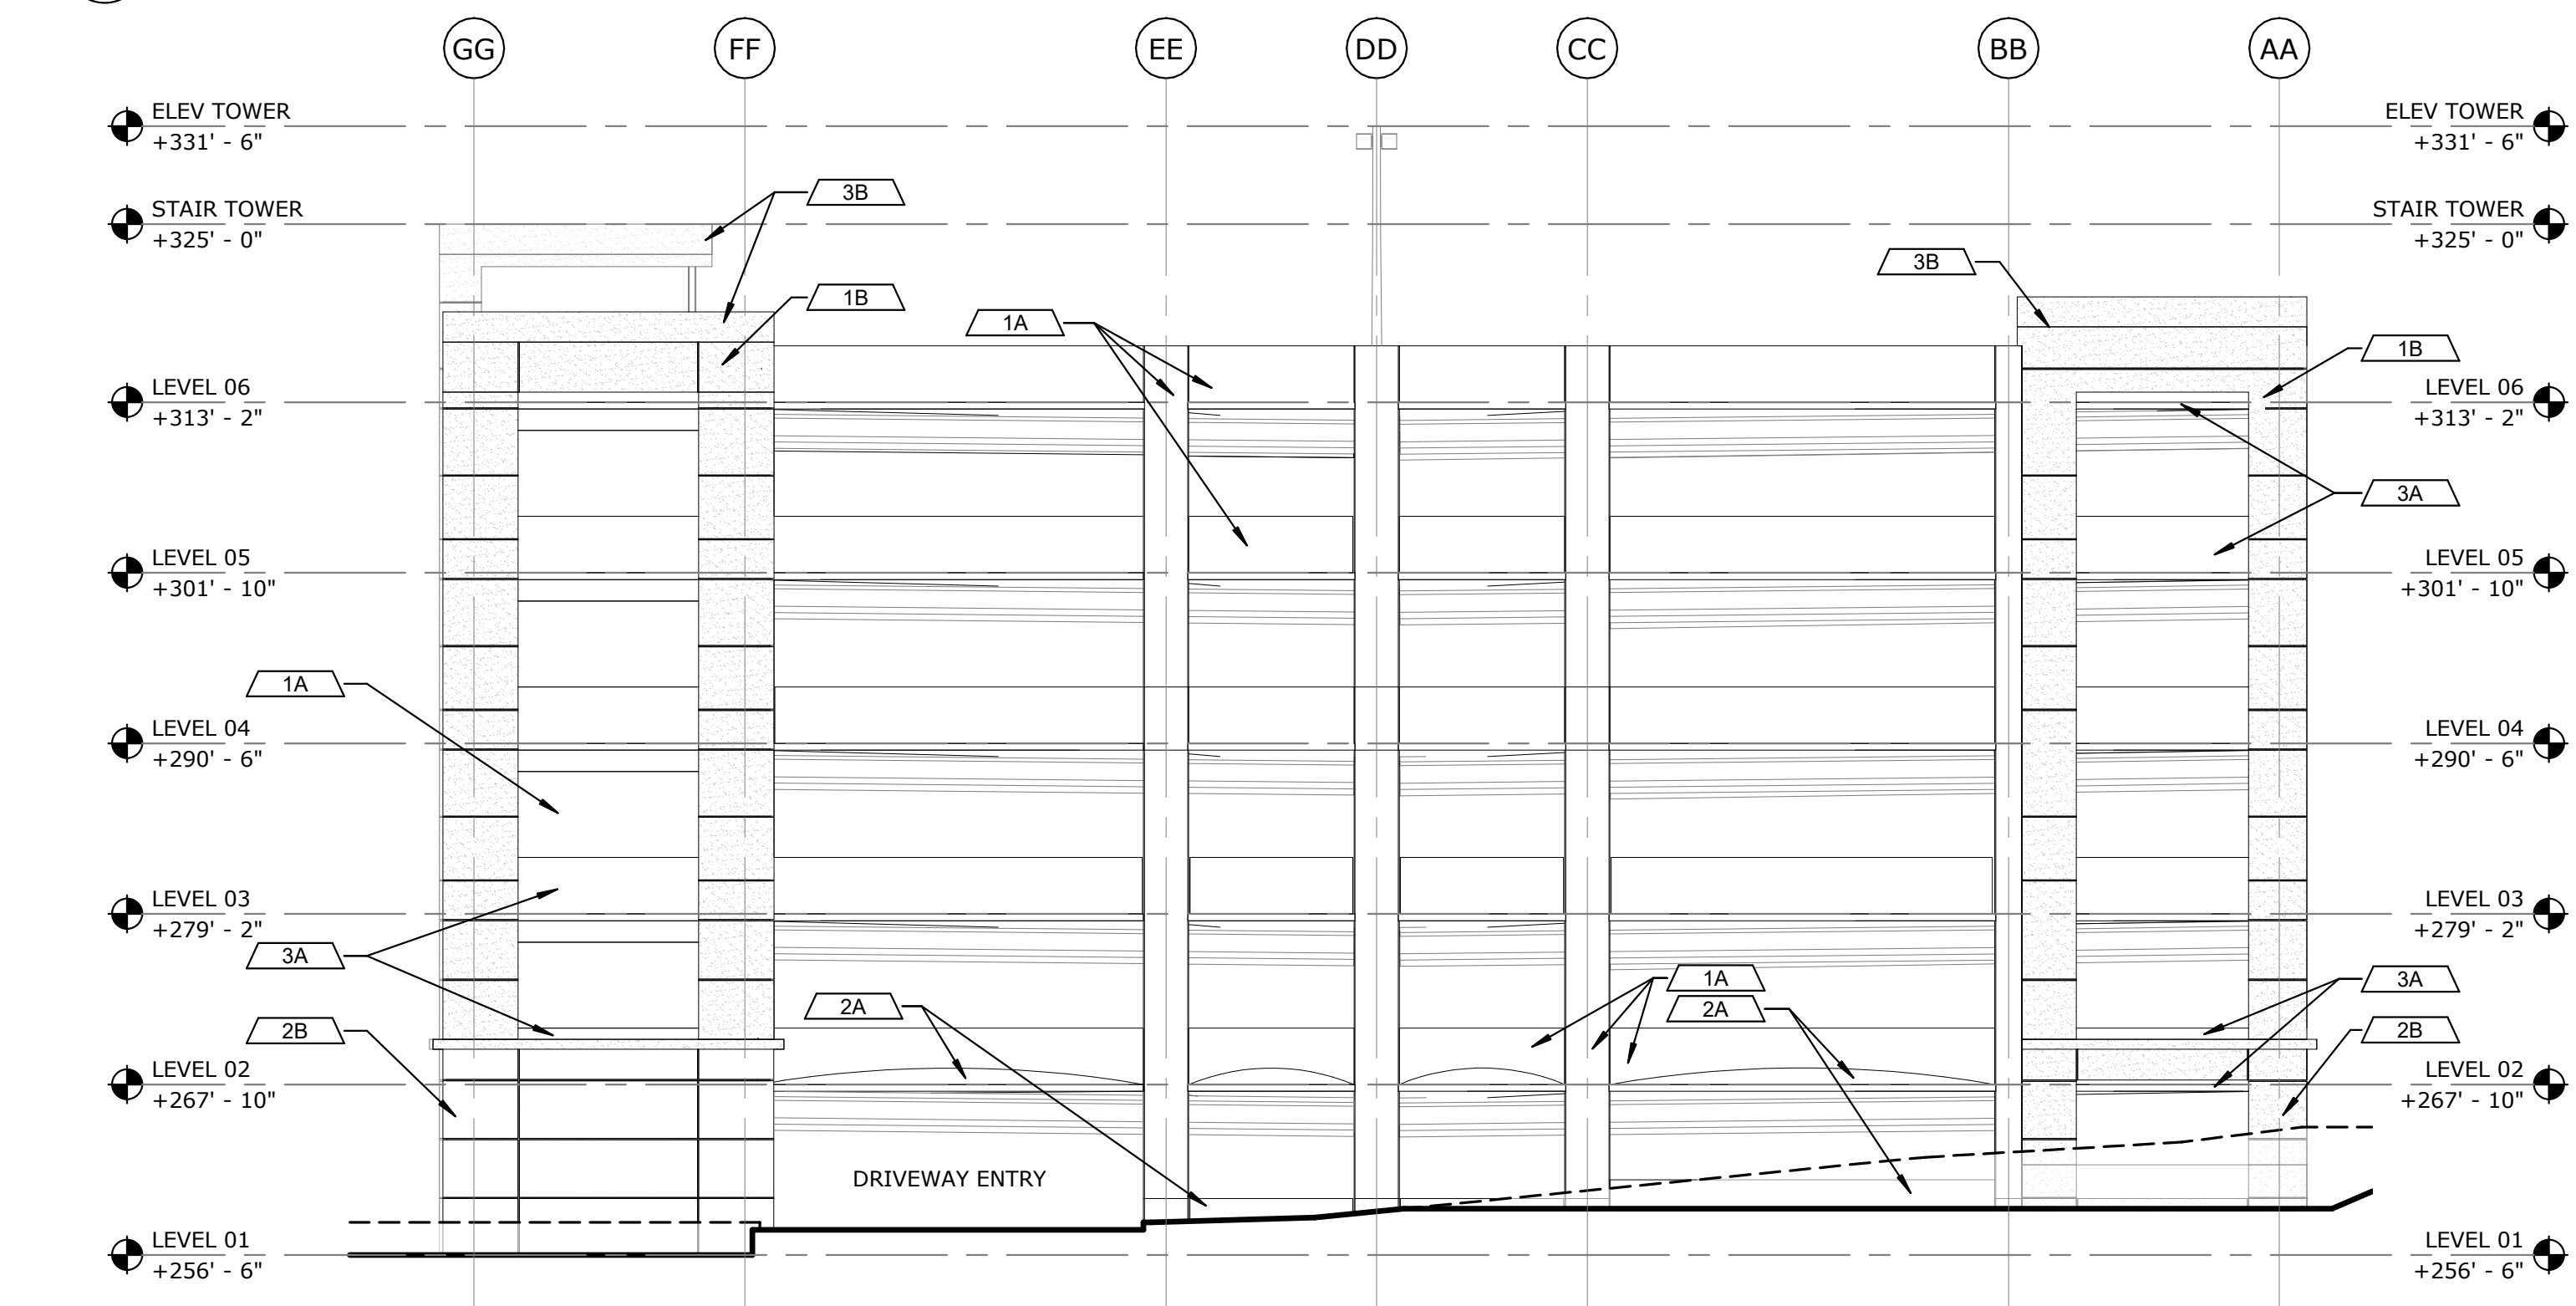 GG FF EE DD CC BB AA
ELEV TOWER
+331' - 6"
ELEV TOWER
+331' - 6"
3B
STAIR TOWER
+325' - 0"
STAIR TOWER
+325' - 0"
3B
1B
1A
1B
LEVEL 06
+313' - 2"
LEVEL 06
+313' - 2"
3A
LEVEL 05
+301' - 10"
LEVEL 05
+301' - 10"
1A
LEVEL 04
+290' - 6"
LEVEL 04
+290' - 6"
LEVEL 03
+279' - 2"
LEVEL 03
+279' - 2"
3A
1A
3A
2A
2A
2B
2B
LEVEL 02
+267' - 10"
LEVEL 02
+267' - 10"
DRIVEWAY ENTRY
LEVEL 01
+256' - 6"
LEVEL 01
+256' - 6"